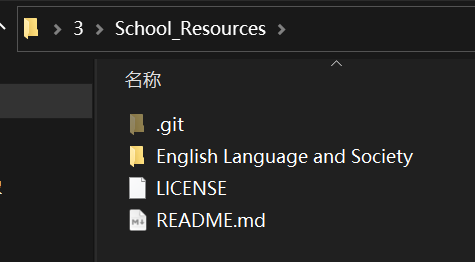 3 School_Resources
名称
.git
English Language and Society
LICENSE
README.md